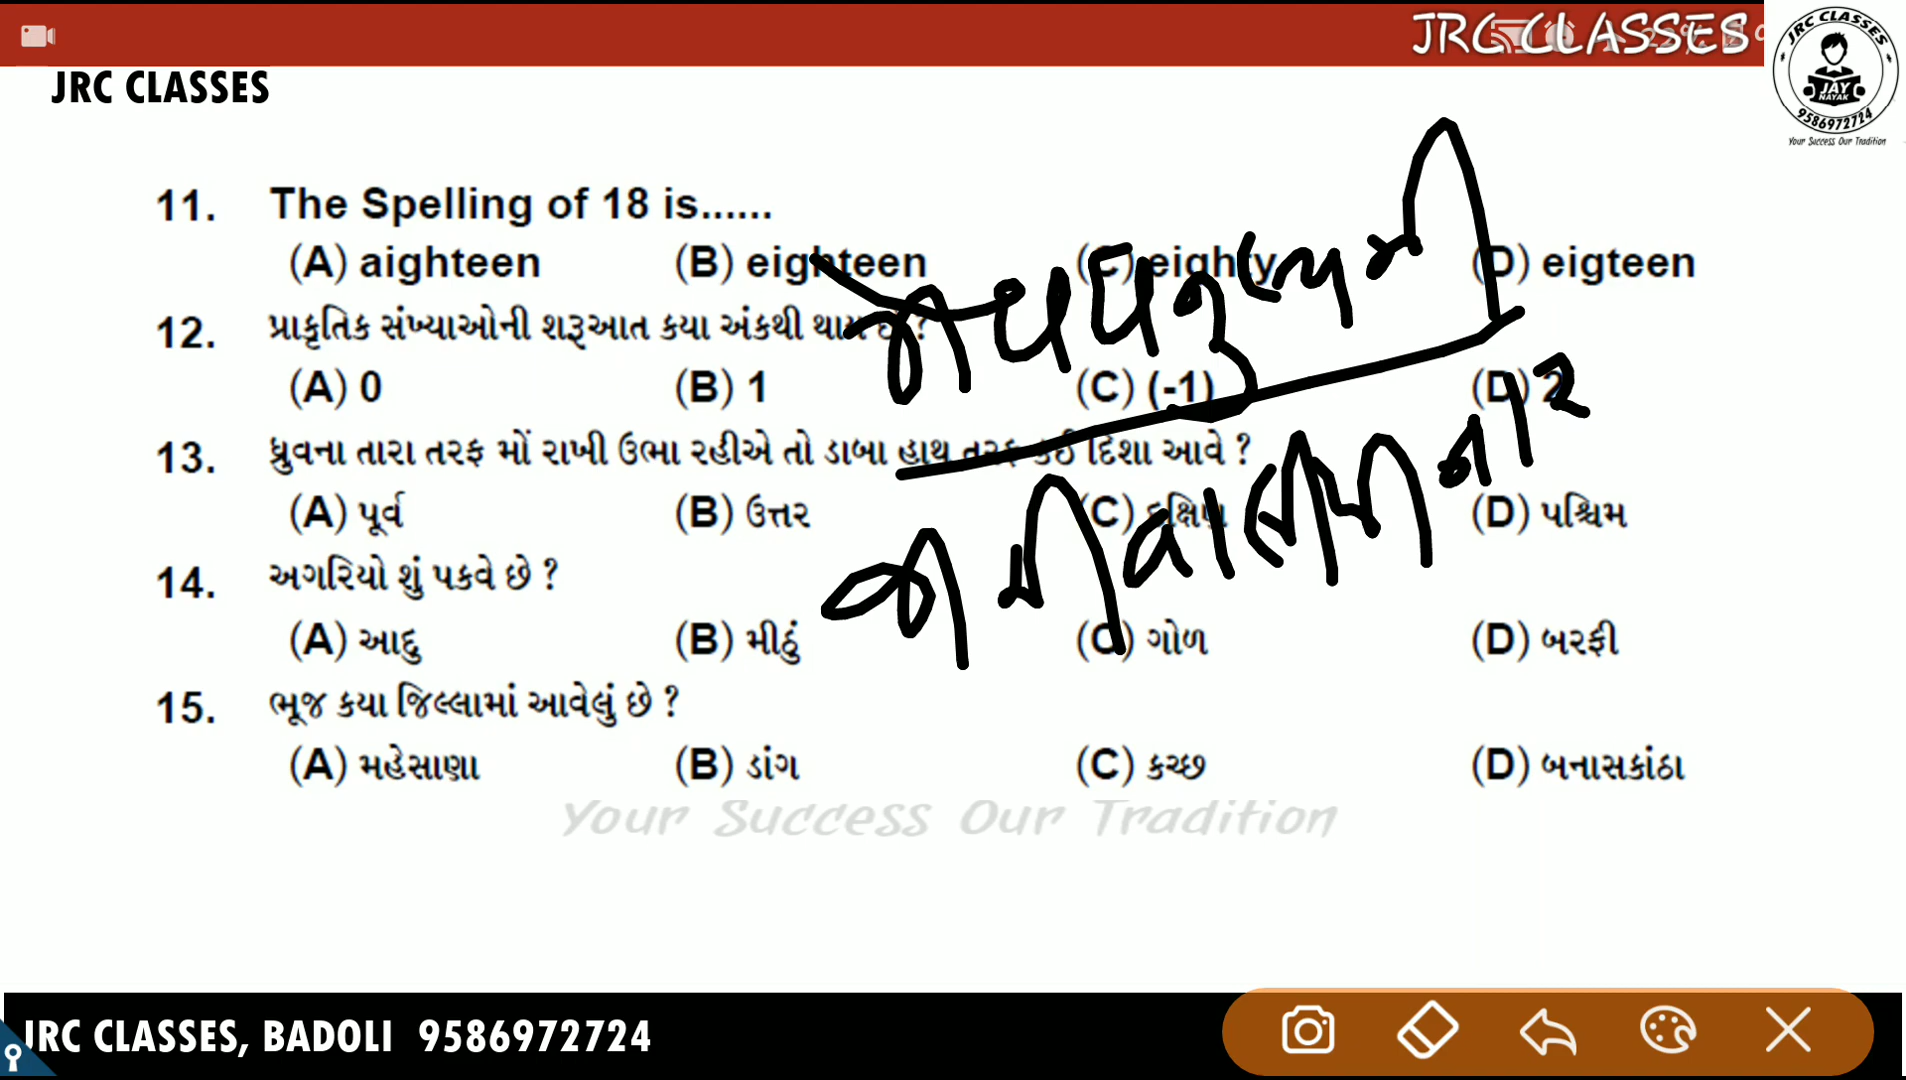 JRC CLASSES
JRC CLASSES
JRC CLASSES
JAY
NAYAK
9586972724
Your Success Our Tradition
11. The Spelling of 18 is......
(A) aighteen (B) eighteen (C) eighty (D) eigteen
12. પ્રાકૃતિક સંખ્યાઓની શરૂઆત કયા અંકથી થાય છે ?
(A) 0 (B) 1 (C) (-1) (D) 2
13. ધ્રુવના તારા તરફ મોં રાખી ઉભા રહીએ તો ડાબા હાથ તરફ કઈ દિશા આવે ?
(A) પૂર્વ (B) ઉત્તર (C) દક્ષિણ (D) પશ્ચિમ
14. અગરિયો શું પકવે છે ?
(A) આદુ (B) મીઠું (C) ગોળ (D) બરફી
15. ભૂજ કયા જિલ્લામાં આવેલું છે ?
(A) મહેસાણા (B) ડાંગ (C) કચ્છ (D) બનાસકાંઠા
Your Success Our Tradition
JRC CLASSES, BADOLI 9586972724